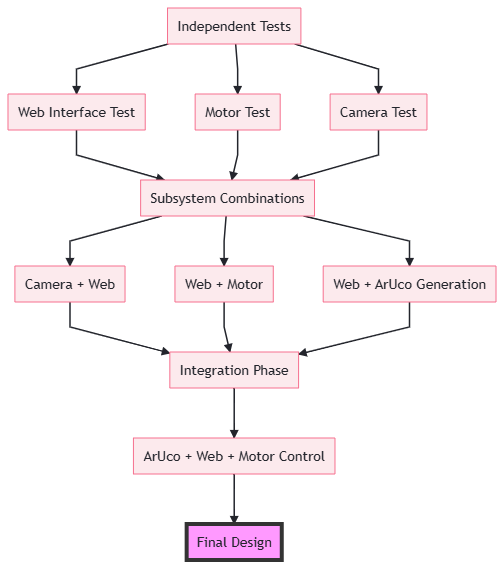 Independent Tests
Web Interface Test
Motor Test
Camera Test
Subsystem Combinations
Camera + Web
Web + Motor
Web + ArUco Generation
Integration Phase
ArUco + Web + Motor Control
Final Design